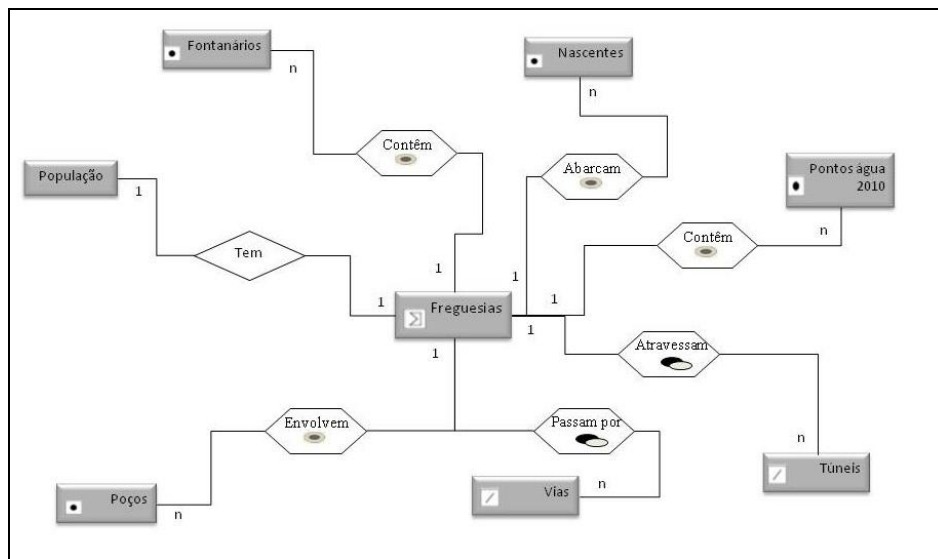 Fontanários
n
Nascentes
n
Contêm
Abarcam
População
1
Pontos água
2010
n
Contêm
Tem
1
1
1
1
Freguesias
1
1
Atravessam
Envolvem
Passam por
n
Túneis
Poços
n
Vias
n